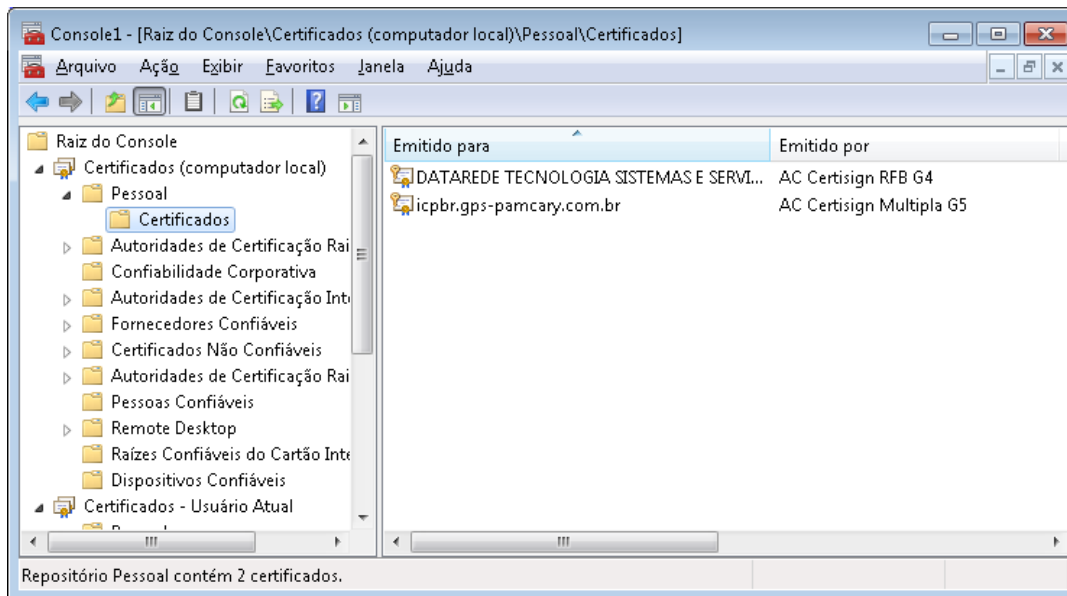 Console1 - [Raiz do Console\Certificados (computador local)\Pessoal\Certificados]
Arquivo Ação Exibir Favoritos Janela Ajuda
Raiz do Console
Certificados (computador local)
Pessoal
Certificados
Autoridades de Certificação Rai
Confiabilidade Corporativa
Autoridades de Certificação Int
Fornecedores Confiáveis
Certificados Não Confiáveis
Autoridades de Certificação Rai
Pessoas Confiáveis
Remote Desktop
Raízes Confiáveis do Cartão Inte
Dispositivos Confiáveis
Certificados - Usuário Atual
Emitido para Emitido por
DATAREDE TECNOLOGIA SISTEMAS E SERVI... AC Certisign RFB G4
icpbr.gps-pamcary.com.br AC Certisign Multipla G5
Repositório Pessoal contém 2 certificados.